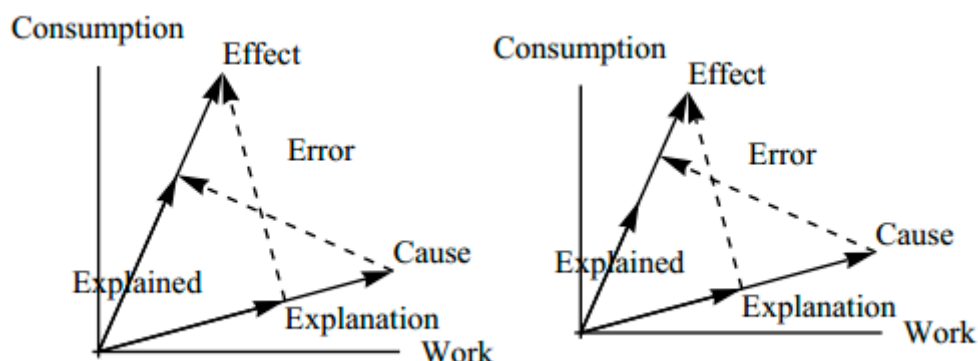 Consumption
Effect
Error
Cause
Explained
Explanation
Work
Consumption
Effect
Error
Cause
Explained
Explanation
Work